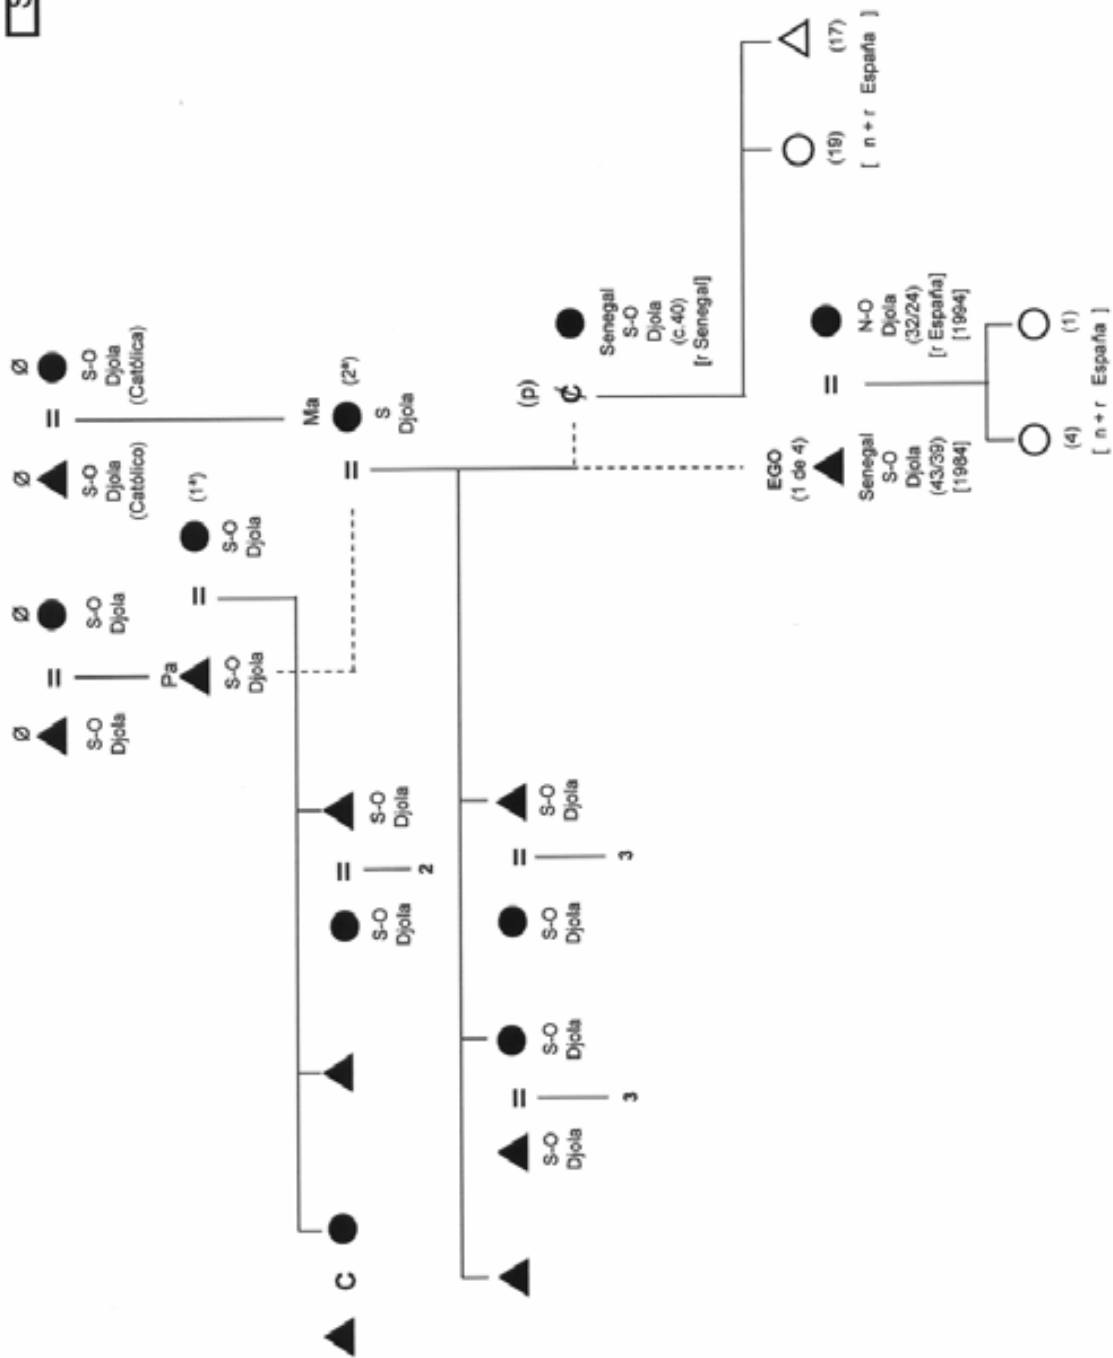 S
Ø
S-O
Djola
=
Ø
S-O
Djola
Ø
S-O
Djola
(Católico)
=
Ø
S-O
Djola
(Católica)
Pa
S-O
Djola
=
(1ª)
S-O
Djola
Ma
(2ª)
S
Djola
=
C
S-O
Djola
=
2
S-O
Djola
S-O
Djola
=
3
S-O
Djola
S-O
Djola
=
3
S-O
Djola
(p)
₵
Senegal
S-O
Djola
(c.40)
[r Senegal]
EGO
(1 de 4)
Senegal
S-O
Djola
(43/39)
[1984]
=
N-O
Djola
(32/24)
[r España]
[1994]
(19)
(17)
[ n + r España ]
(4)
(1)
[ n + r España ]